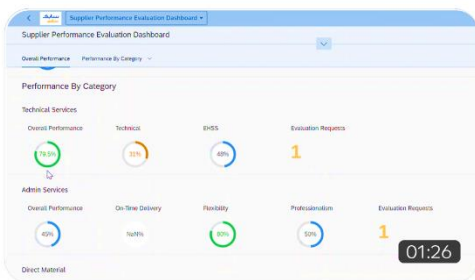 سابك
Supplier Performance Evaluation Dashboard
Supplier Performance Evaluation Dashboard
Overall Performance Performance By Category
Performance By Category
Technical Services
Overall Performance Technical EHSS Evaluation Requests
79.5% 31% 48% 1
Admin Services
Overall Performance On-Time Delivery Flexibility Professionalism Evaluation Requests
45% NaN% 80% 50% 1
01:26
Direct Material